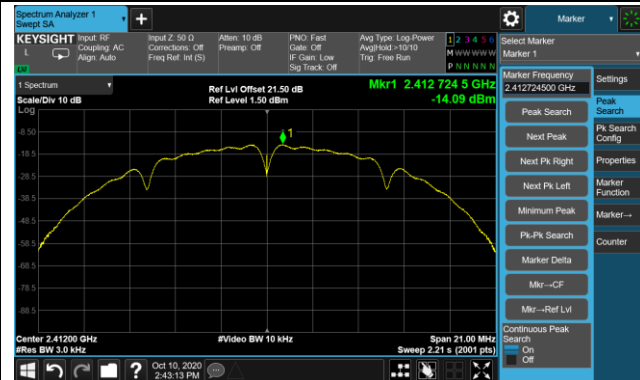 Spectrum Analyzer 1
Swept SA
Marker
KEYSIGHT
L
Input: RF
Coupling: AC
Align: Auto
Input Z: 50 Ω
Corrections: Off
Freq Ref: Int (S)
Atten: 10 dB
Preamp: Off
PNO: Fast
Gate: Off
IF Gain: Low
Sig Track: Off
Avg Type: Log-Power
Avg|Hold:>10/10
Trig: Free Run
1 2 3 4 5 6
M W W W W W
P N N N N N
Select Marker
Marker 1
1 Spectrum
Scale/Div 10 dB
Log
Ref Lvl Offset 21.50 dB
Ref Level 1.50 dBm
Mkr1 2.412 724 5 GHz
-14.09 dBm
1
-8.50
-18.5
-28.5
-38.5
-48.5
-58.5
-68.5
-78.5
-88.5
Center 2.41200 GHz
#Res BW 3.0 kHz
#Video BW 10 kHz
Span 21.00 MHz
Sweep 2.21 s (2001 pts)
Marker Frequency
2.412724500 GHz
Peak Search
Next Peak
Next Pk Right
Next Pk Left
Minimum Peak
Pk-Pk Search
Marker Delta
Mkr→CF
Mkr→Ref Lvl
Continuous Peak
Search
On
Off
Settings
Peak
Search
Pk Search
Config
Properties
Marker
Function
Marker→
Counter
Oct 10, 2020
2:43:13 PM